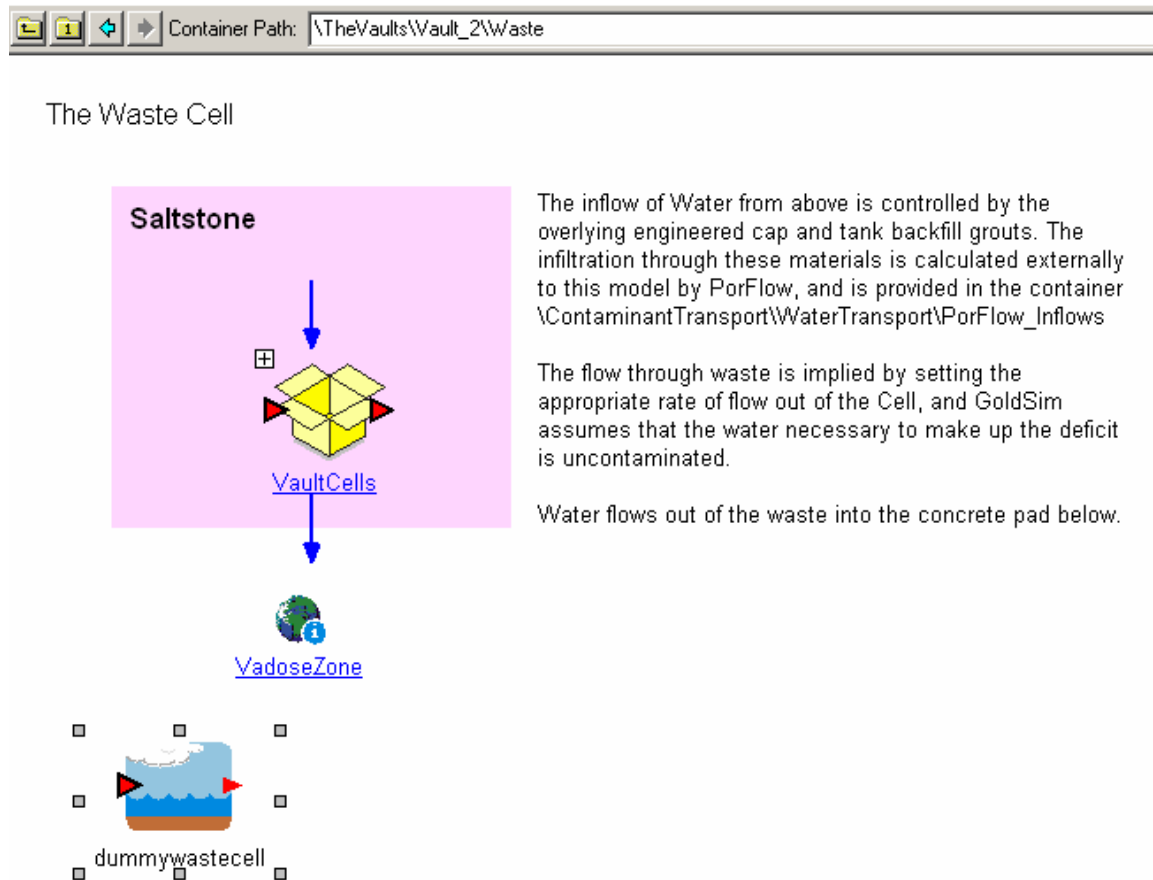 Container Path: \TheVaults\Vault_2\Waste
The Waste Cell
Saltstone
VaultCells
VadoseZone
dummywastecell
The inflow of Water from above is controlled by the
overlying engineered cap and tank backfill grouts. The
infiltration through these materials is calculated externally
to this model by PorFlow, and is provided in the container
\ContaminantTransport\WaterTransport\PorFlow_Inflows
The flow through waste is implied by setting the
appropriate rate of flow out of the Cell, and GoldSim
assumes that the water necessary to make up the deficit
is uncontaminated.
Water flows out of the waste into the concrete pad below.